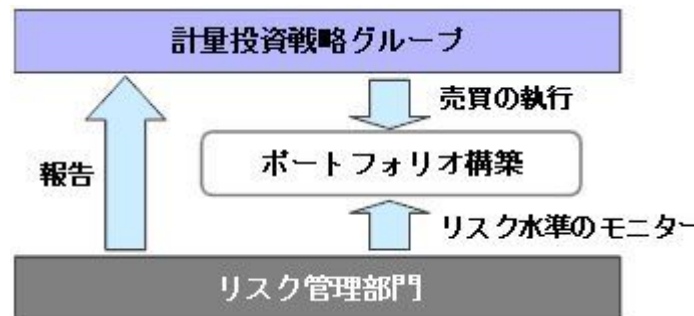 計量投資戦略グループ
売買の執行
報告
ポートフォリオ構築
リスク水準のモニター
リスク管理部門